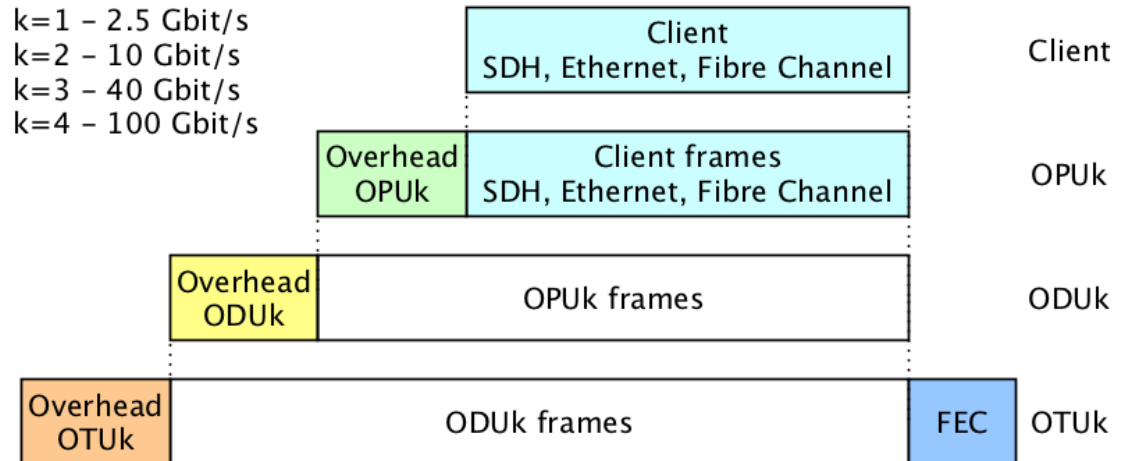 k=1 – 2.5 Gbit/s
k=2 – 10 Gbit/s
k=3 – 40 Gbit/s
k=4 – 100 Gbit/s
Client
SDH, Ethernet, Fibre Channel
Client
Overhead
OPUk
Client frames
SDH, Ethernet, Fibre Channel
OPUk
Overhead
ODUk
OPUk frames
ODUk
Overhead
OTUk
ODUk frames
FEC
OTUk